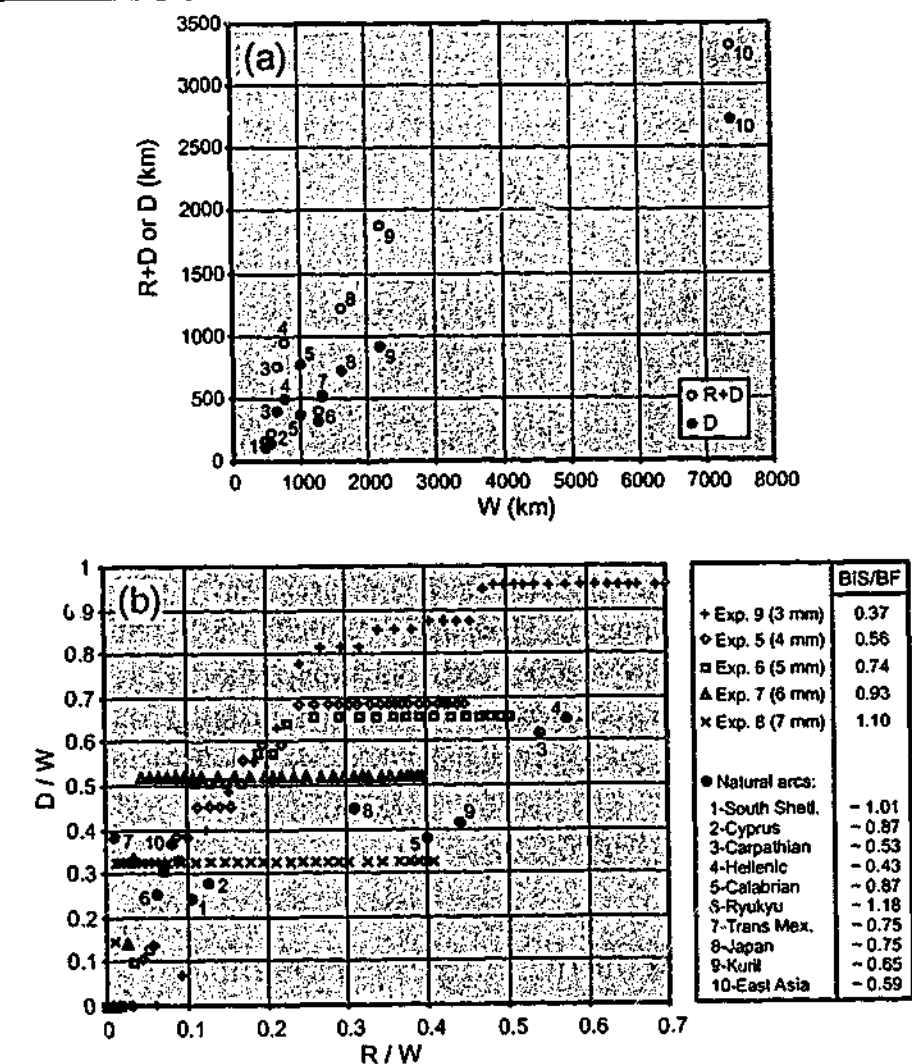 (a)
R+D or D (km)
3500
3000
2500
2000
1500
1000
500
0
10
10
9
8
4
5
3
7
8
9
4
3
5
6
1
2
R+D
D
0 1000 2000 3000 4000 5000 6000 7000 8000
W (km)
(b)
D / W
1
0.9
0.8
0.7
0.6
0.5
0.4
0.3
0.2
0.1
0
4
3
8
9
7
10
5
6
2
1
0 0.1 0.2 0.3 0.4 0.5 0.6 0.7
R / W
BiS/BF
+ Exp. 9 (3 mm) 0.37
◇ Exp. 5 (4 mm) 0.56
□ Exp. 6 (5 mm) 0.74
▲ Exp. 7 (6 mm) 0.93
× Exp. 8 (7 mm) 1.10
● Natural arcs:
1-South Shetl. ~ 1.01
2-Cyprus ~ 0.87
3-Carpathian ~ 0.53
4-Hellenic ~ 0.43
5-Calabrian ~ 0.87
6-Ryukyu ~ 1.18
7-Trans Mex. ~ 0.75
8-Japan ~ 0.75
9-Kuril ~ 0.65
10-East Asia ~ 0.59